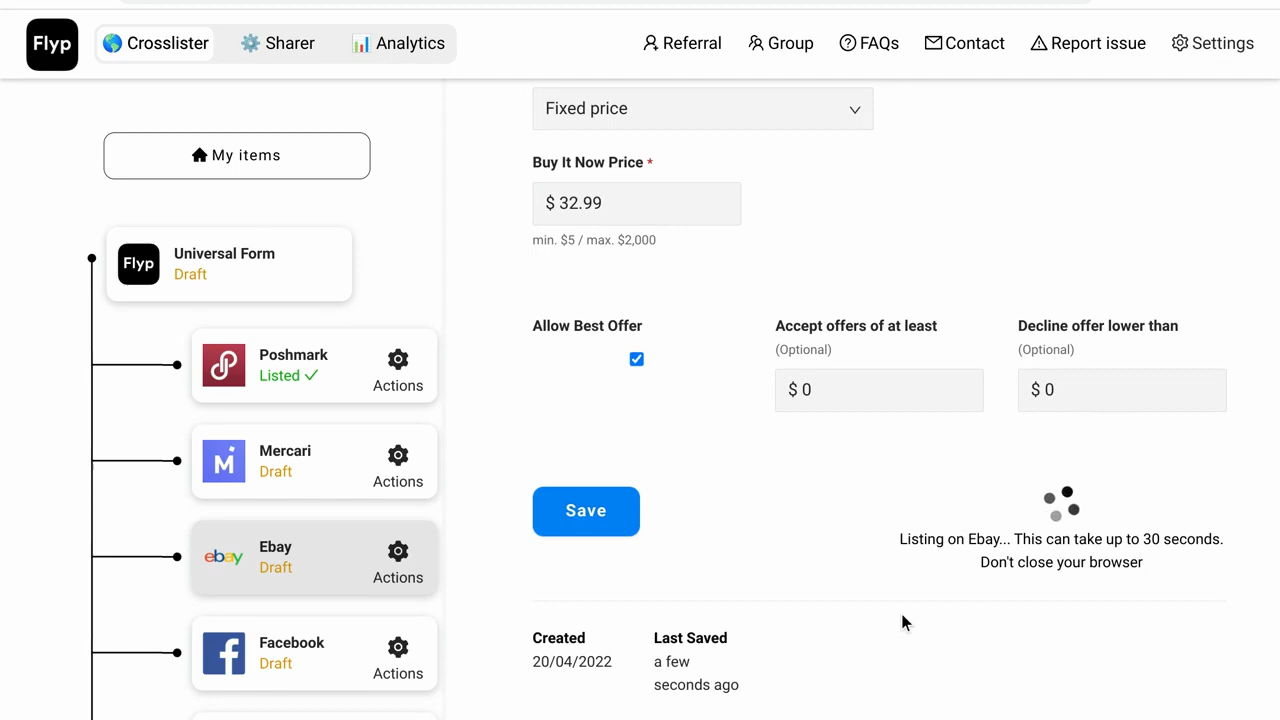 Flyp
Crosslister
Sharer
Analytics
Referral
Group
FAQs
Contact
Report issue
Settings
My items
Flyp
Universal Form
Draft
Poshmark
Listed ✓
Actions
Mercari
Draft
Actions
ebay
Ebay
Draft
Actions
Facebook
Draft
Actions
Fixed price
Buy It Now Price *
$ 32.99
min. $5 / max. $2,000
Allow Best Offer
Accept offers of at least
(Optional)
$ 0
Decline offer lower than
(Optional)
$ 0
Save
Listing on Ebay... This can take up to 30 seconds.
Don't close your browser
Created
20/04/2022
Last Saved
a few
seconds ago